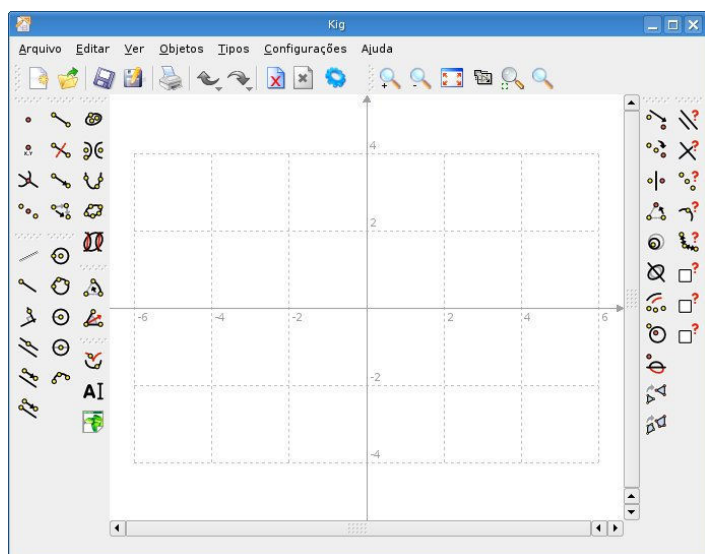 Kig
Arquivo Editar Ver Objetos Tipos Configurações Ajuda
4
2
-6 -4 -2 2 4 6
-2
-4
X,Y
AI